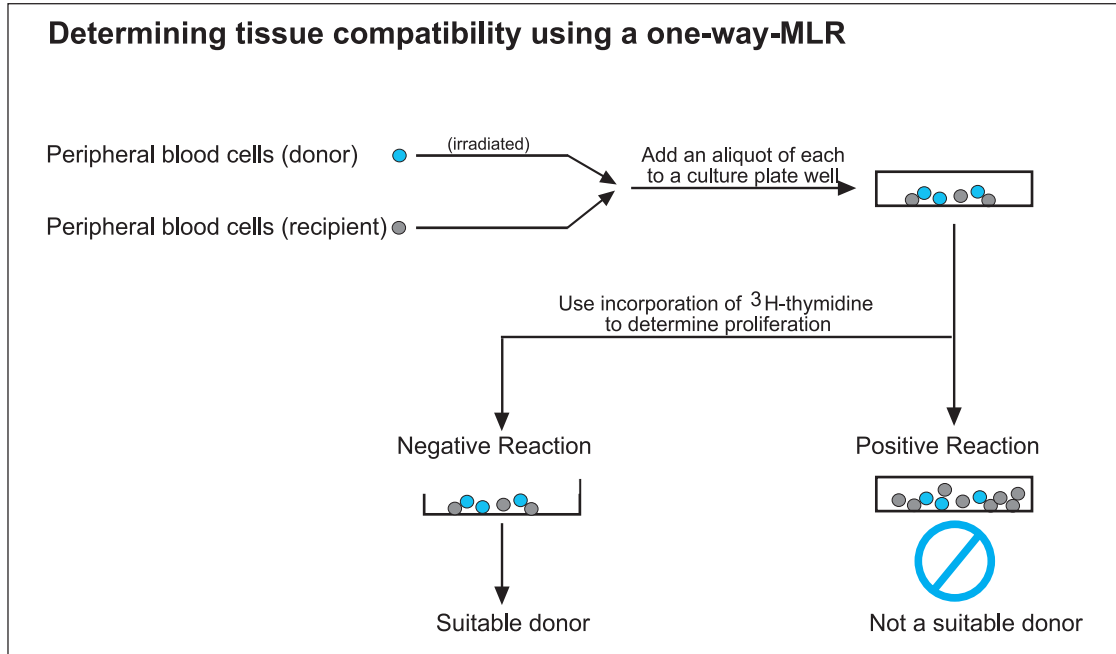 Determining tissue compatibility using a one-way-MLR
Peripheral blood cells (donor)
(irradiated)
Add an aliquot of each
to a culture plate well
Peripheral blood cells (recipient)
Use incorporation of ³H-thymidine
to determine proliferation
Negative Reaction
Positive Reaction
Suitable donor
Not a suitable donor